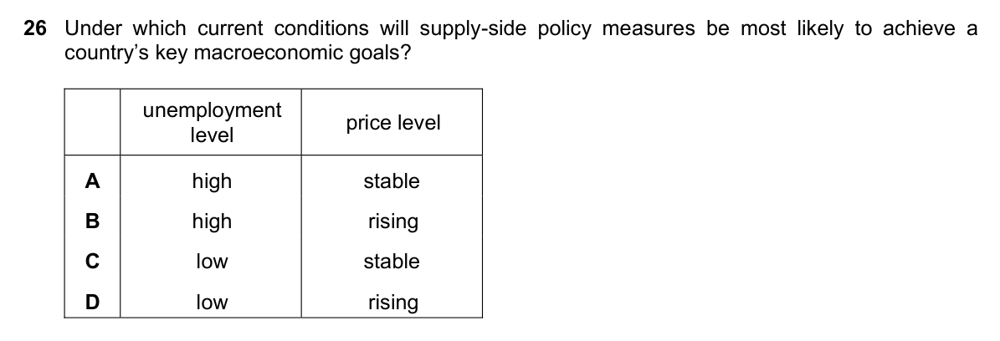 26 Under which current conditions will supply-side policy measures be most likely to achieve a
country's key macroeconomic goals?
unemployment
level
price level
A high stable
B high rising
C low stable
D low rising